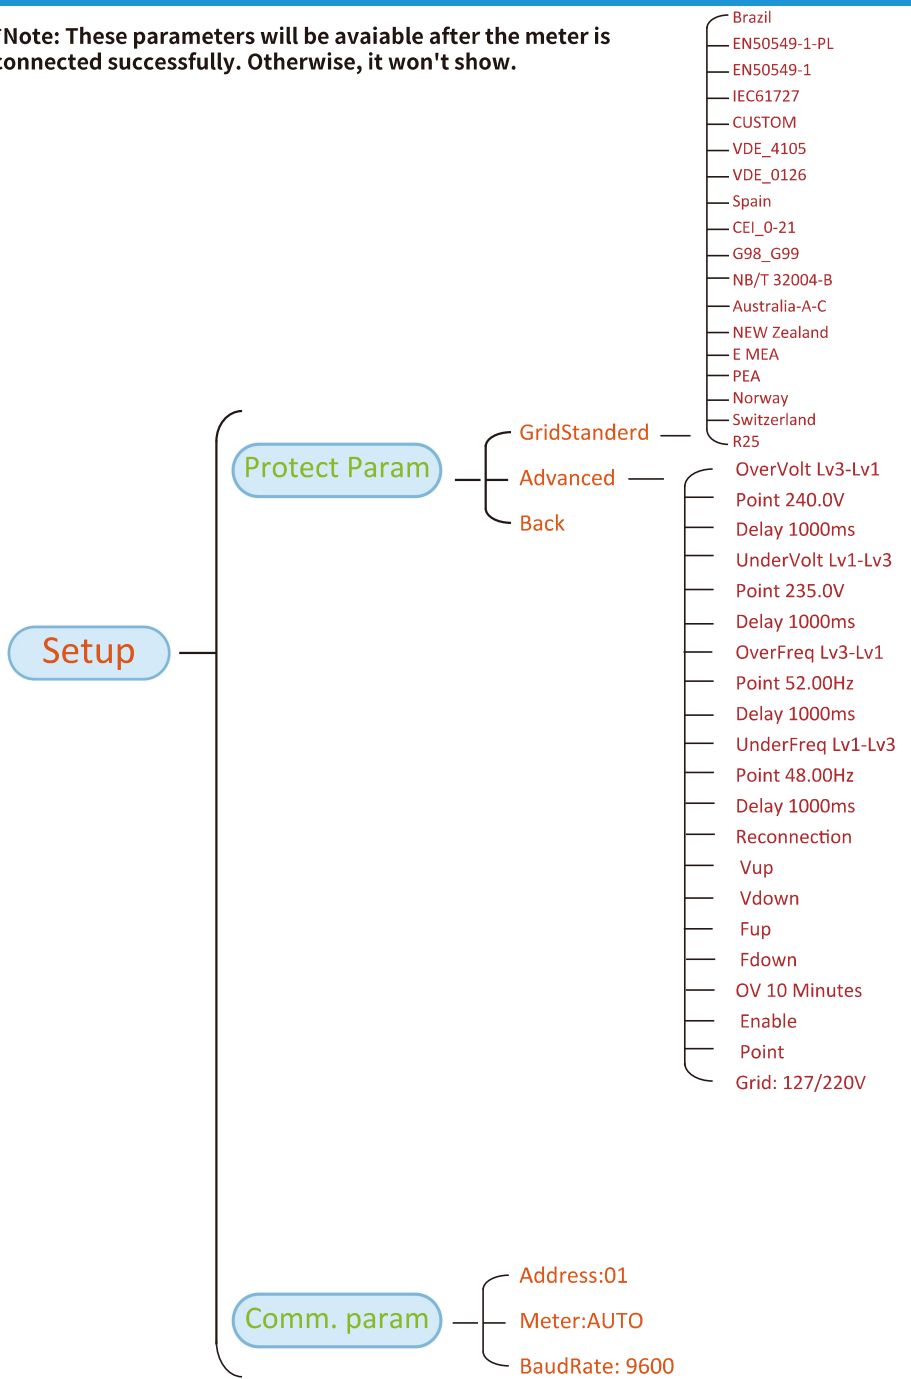 Note: These parameters will be avaiable after the meter is
connected successfully. Otherwise, it won't show.
Brazil
EN50549-1-PL
EN50549-1
IEC61727
CUSTOM
VDE_4105
VDE_0126
Spain
CEI_0-21
G98_G99
NB/T 32004-B
Australia-A-C
NEW Zealand
E MEA
PEA
Norway
Switzerland
R25
Setup
Protect Param
GridStanderd
Advanced
Back
OverVolt Lv3-Lv1
Point 240.0V
Delay 1000ms
UnderVolt Lv1-Lv3
Point 235.0V
Delay 1000ms
OverFreq Lv3-Lv1
Point 52.00Hz
Delay 1000ms
UnderFreq Lv1-Lv3
Point 48.00Hz
Delay 1000ms
Reconnection
Vup
Vdown
Fup
Fdown
OV 10 Minutes
Enable
Point
Grid: 127/220V
Comm. param
Address:01
Meter:AUTO
BaudRate: 9600